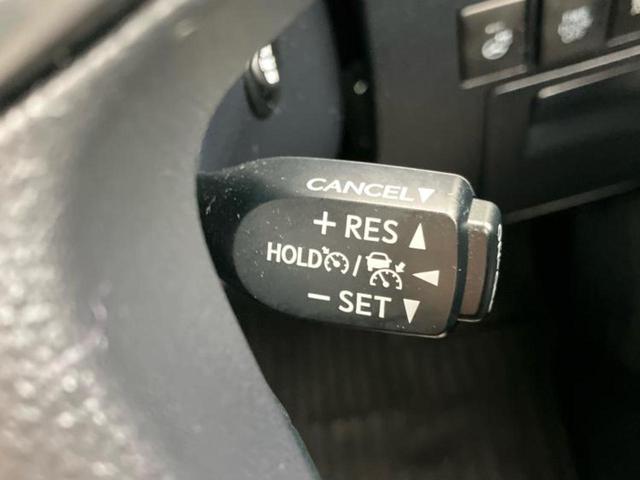 CANCEL▼
+ RES ▲
HOLD / ◄
− SET ▼